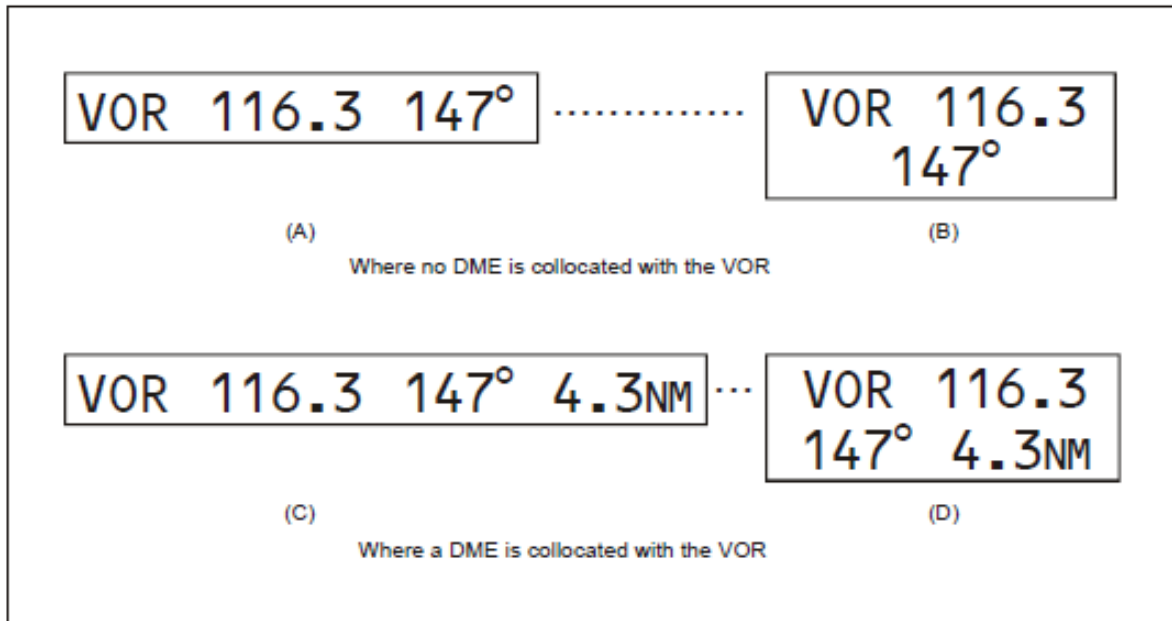 VOR 116.3 147°
VOR 116.3
147°
(A)
(B)
Where no DME is collocated with the VOR
VOR 116.3 147° 4.3NM
VOR 116.3
147° 4.3NM
(C)
(D)
Where a DME is collocated with the VOR